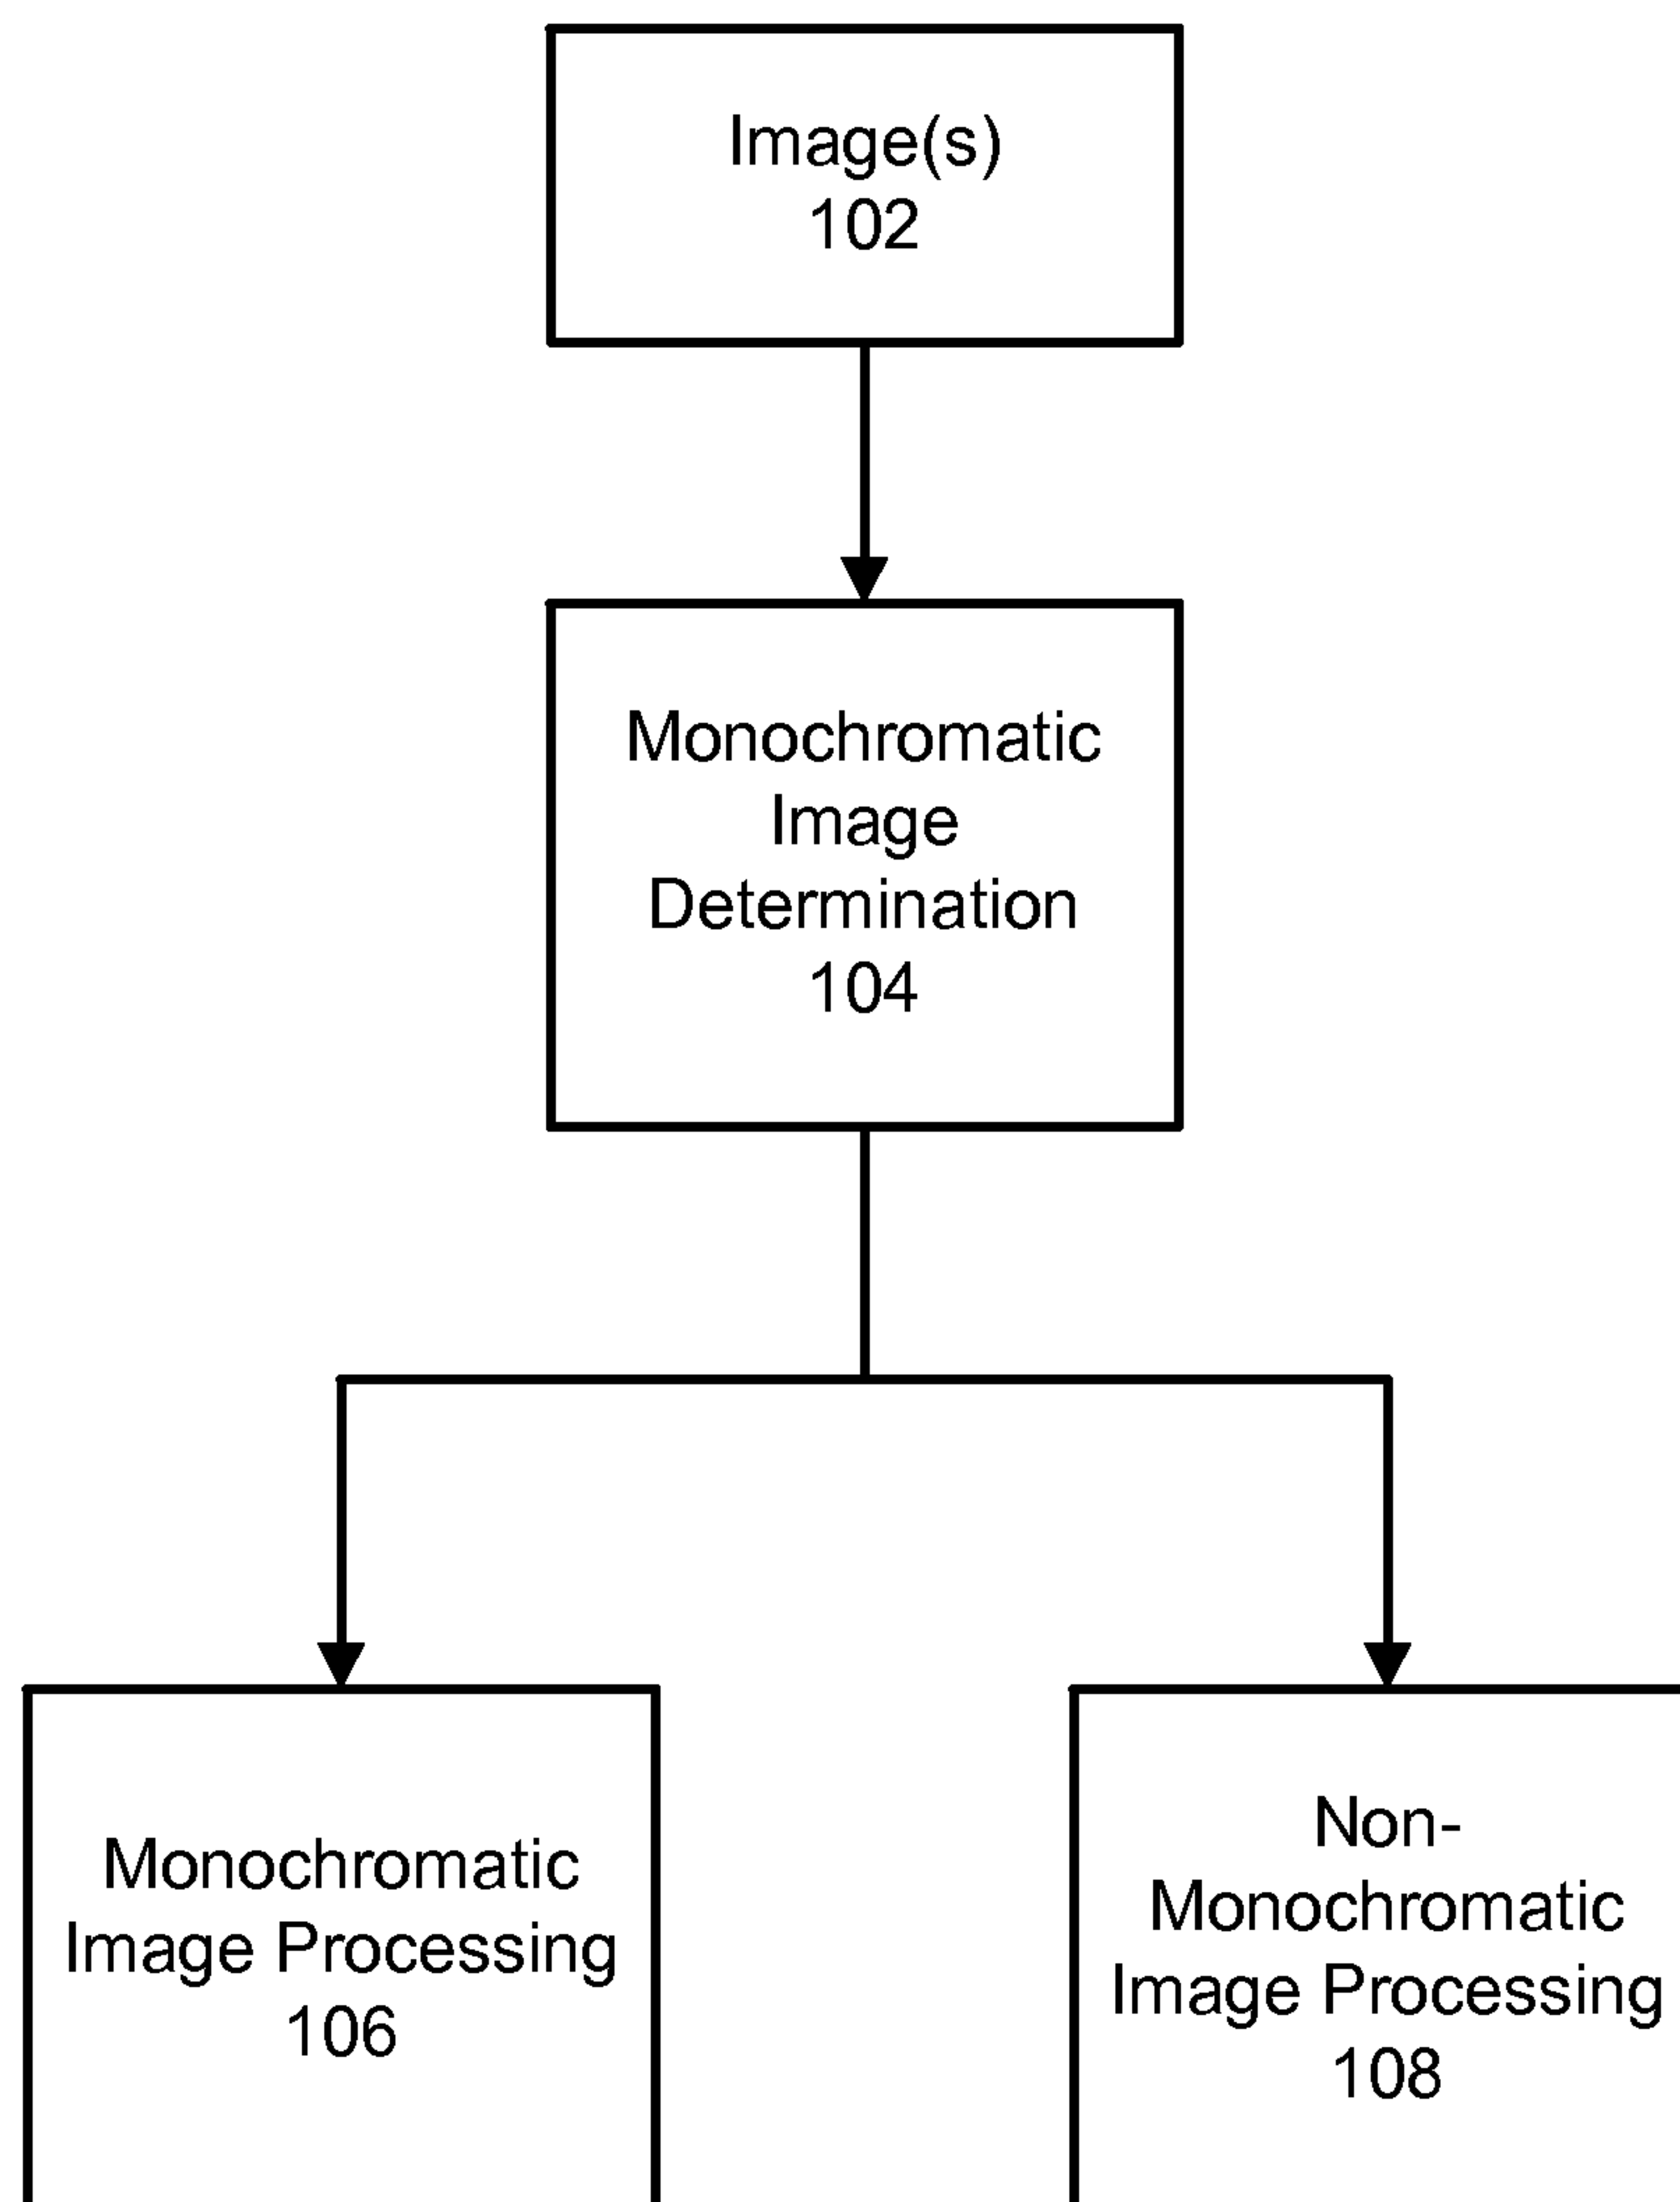 Image(s)
102
Monochromatic
Image
Determination
104
Monochromatic
Image Processing
106
Non-
Monochromatic
Image Processing
108